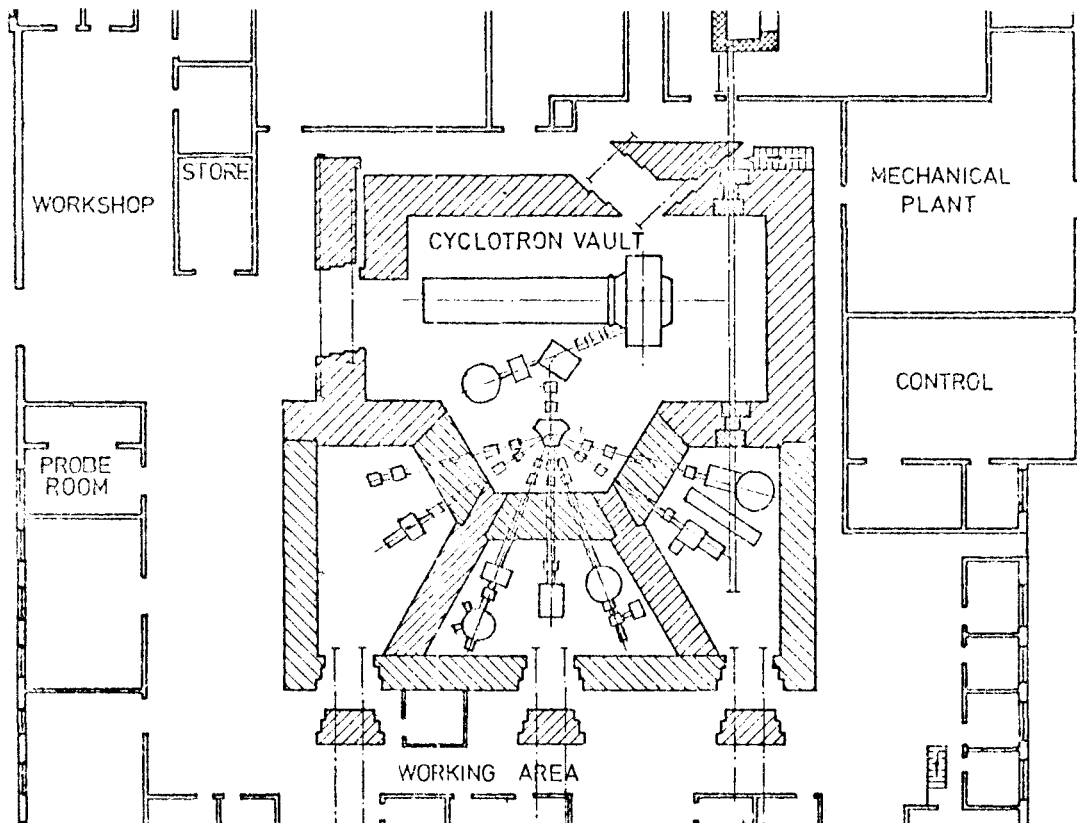 STORE
WORKSHOP
MECHANICAL
PLANT
CYCLOTRON VAULT
CONTROL
PROBE
ROOM
WORKING AREA